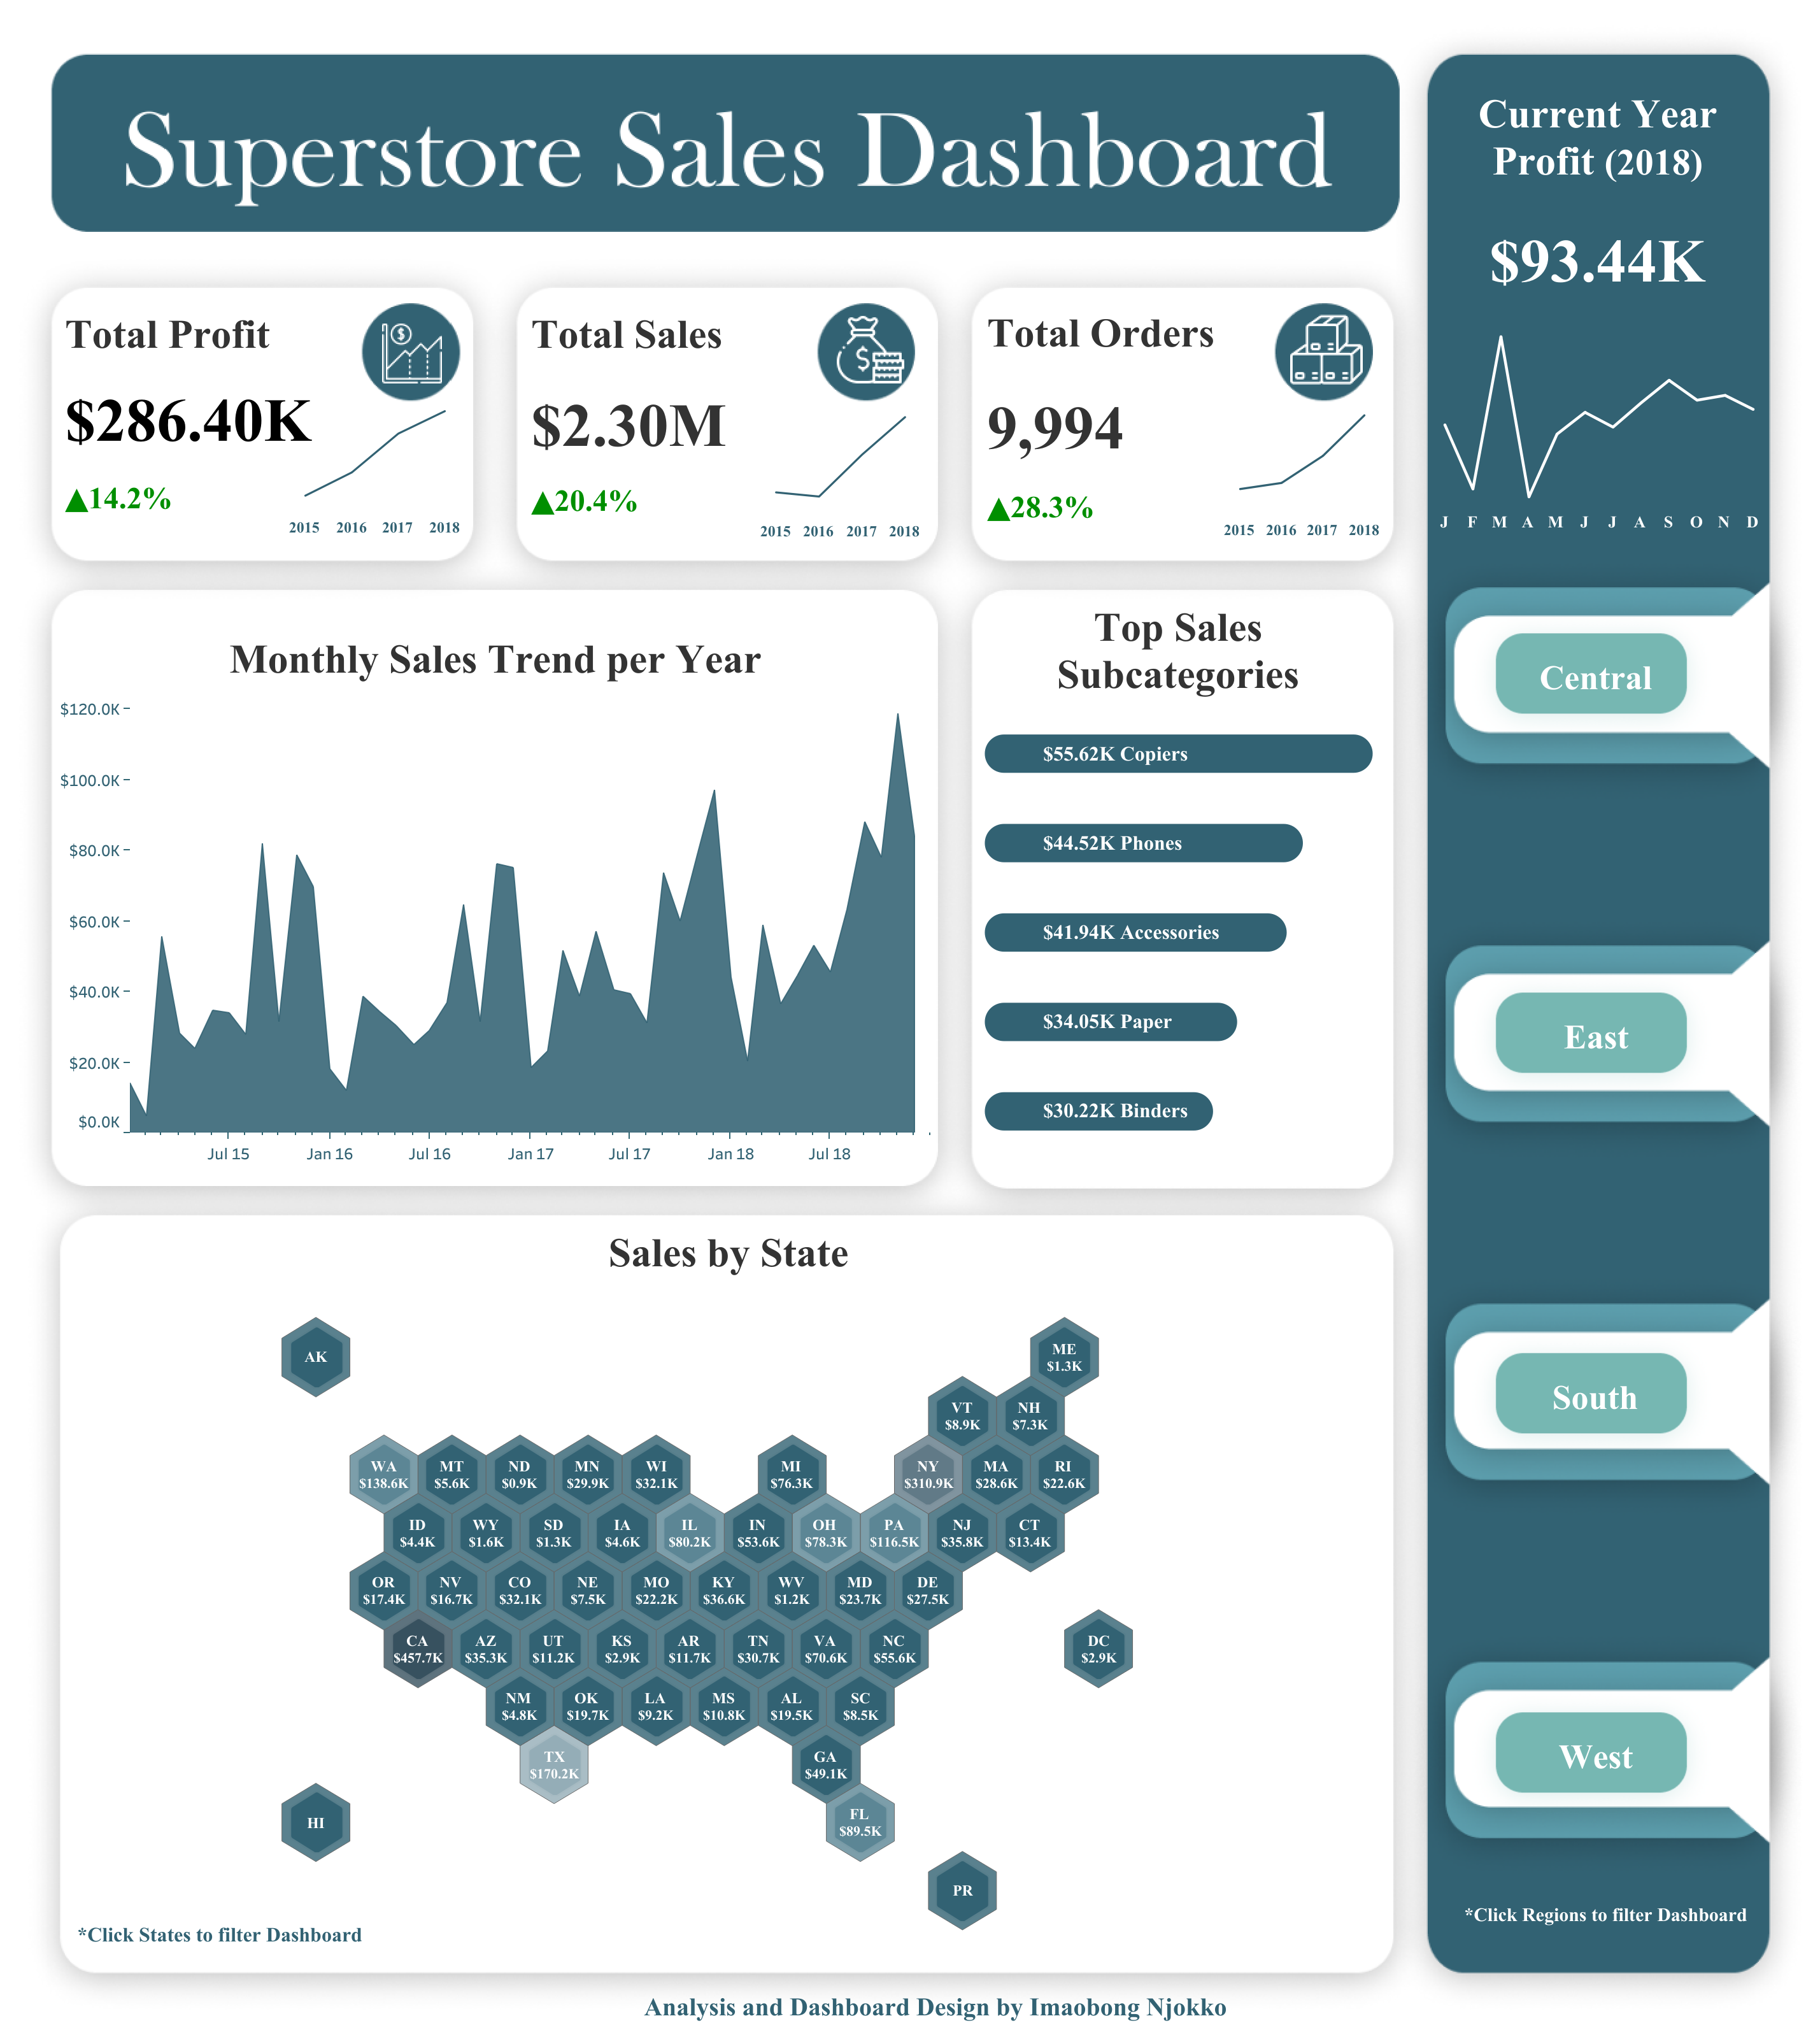 Superstore Sales Dashboard
Current Year
Profit (2018)
$93.44K
J F M A M J J A S O N D
Total Profit
$286.40K
▲14.2%
2015 2016 2017 2018
Total Sales
$2.30M
▲20.4%
2015 2016 2017 2018
Total Orders
9,994
▲28.3%
2015 2016 2017 2018
Monthly Sales Trend per Year
$120.0K
$100.0K
$80.0K
$60.0K
$40.0K
$20.0K
$0.0K
Jul 15 Jan 16 Jul 16 Jan 17 Jul 17 Jan 18 Jul 18
Top Sales
Subcategories
$55.62K Copiers
$44.52K Phones
$41.94K Accessories
$34.05K Paper
$30.22K Binders
Central
East
South
West
*Click Regions to filter Dashboard
Sales by State
AK
ME
$1.3K
VT NH
$8.9K $7.3K
WA MT ND MN WI MI NY MA RI
$138.6K $5.6K $0.9K $29.9K $32.1K $76.3K $310.9K $28.6K $22.6K
ID WY SD IA IL IN OH PA NJ CT
$4.4K $1.6K $1.3K $4.6K $80.2K $53.6K $78.3K $116.5K $35.8K $13.4K
OR NV CO NE MO KY WV MD DE
$17.4K $16.7K $32.1K $7.5K $22.2K $36.6K $1.2K $23.7K $27.5K
CA AZ UT KS AR TN VA NC DC
$457.7K $35.3K $11.2K $2.9K $11.7K $30.7K $70.6K $55.6K $2.9K
NM OK LA MS AL SC
$4.8K $19.7K $9.2K $10.8K $19.5K $8.5K
TX GA
$170.2K $49.1K
HI FL
$89.5K
PR
*Click States to filter Dashboard
Analysis and Dashboard Design by Imaobong Njokko